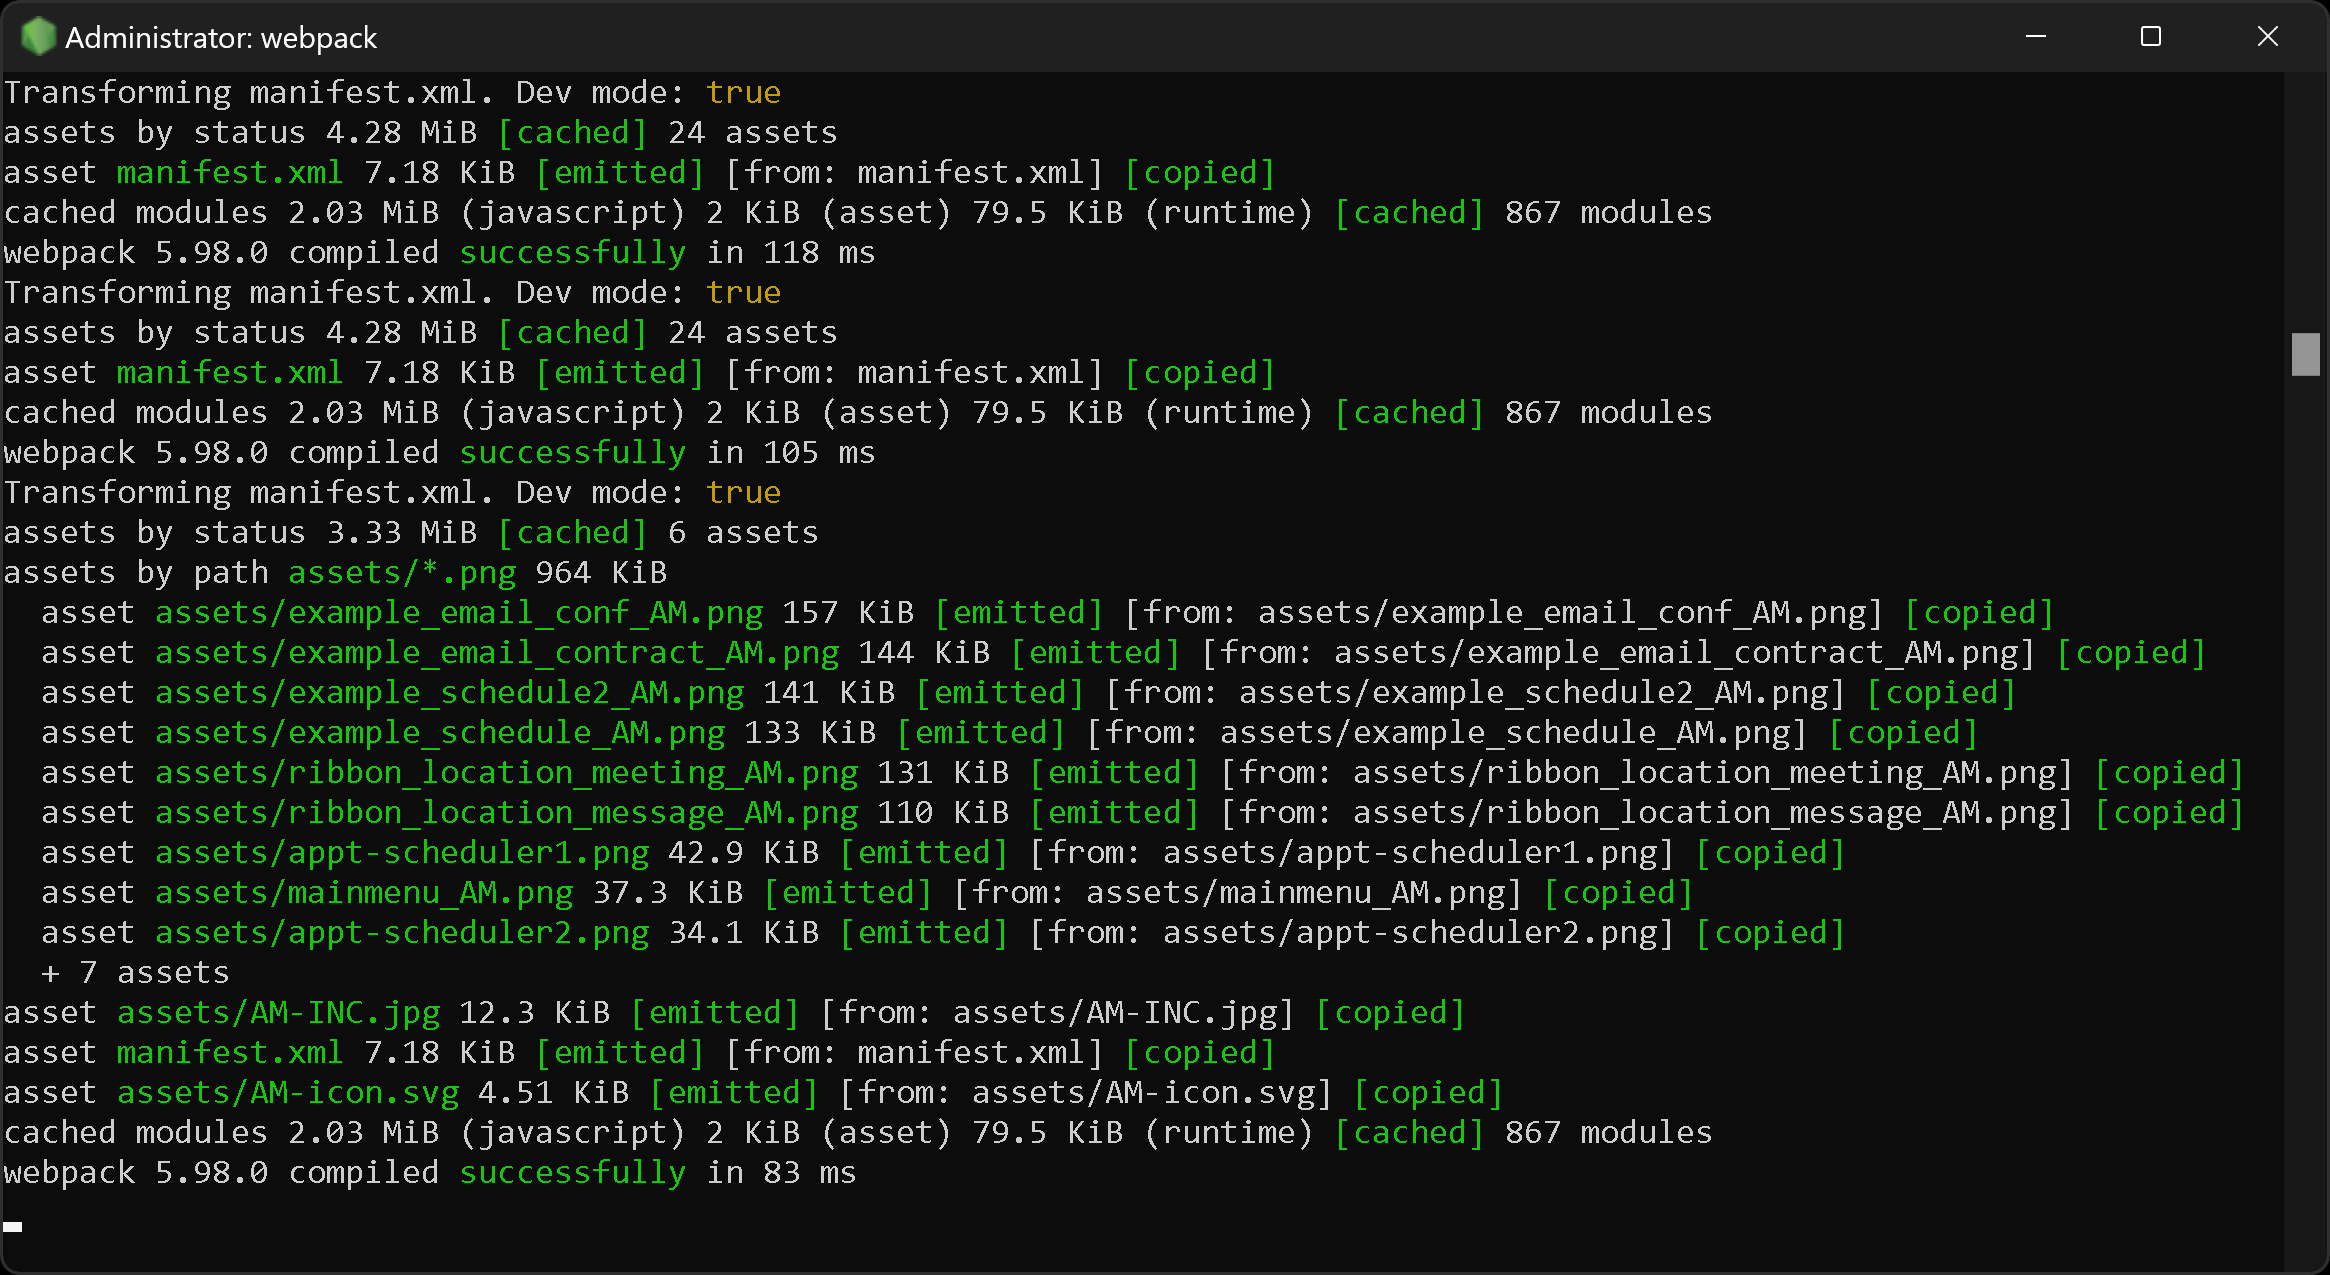 Administrator: webpack
Transforming manifest.xml. Dev mode: true
assets by status 4.28 MiB [cached] 24 assets
asset manifest.xml 7.18 KiB [emitted] [from: manifest.xml] [copied]
cached modules 2.03 MiB (javascript) 2 KiB (asset) 79.5 KiB (runtime) [cached] 867 modules
webpack 5.98.0 compiled successfully in 118 ms
Transforming manifest.xml. Dev mode: true
assets by status 4.28 MiB [cached] 24 assets
asset manifest.xml 7.18 KiB [emitted] [from: manifest.xml] [copied]
cached modules 2.03 MiB (javascript) 2 KiB (asset) 79.5 KiB (runtime) [cached] 867 modules
webpack 5.98.0 compiled successfully in 105 ms
Transforming manifest.xml. Dev mode: true
assets by status 3.33 MiB [cached] 6 assets
assets by path assets/*.png 964 KiB
  asset assets/example_email_conf_AM.png 157 KiB [emitted] [from: assets/example_email_conf_AM.png] [copied]
  asset assets/example_email_contract_AM.png 144 KiB [emitted] [from: assets/example_email_contract_AM.png] [copied]
  asset assets/example_schedule2_AM.png 141 KiB [emitted] [from: assets/example_schedule2_AM.png] [copied]
  asset assets/example_schedule_AM.png 133 KiB [emitted] [from: assets/example_schedule_AM.png] [copied]
  asset assets/ribbon_location_meeting_AM.png 131 KiB [emitted] [from: assets/ribbon_location_meeting_AM.png] [copied]
  asset assets/ribbon_location_message_AM.png 110 KiB [emitted] [from: assets/ribbon_location_message_AM.png] [copied]
  asset assets/appt-scheduler1.png 42.9 KiB [emitted] [from: assets/appt-scheduler1.png] [copied]
  asset assets/mainmenu_AM.png 37.3 KiB [emitted] [from: assets/mainmenu_AM.png] [copied]
  asset assets/appt-scheduler2.png 34.1 KiB [emitted] [from: assets/appt-scheduler2.png] [copied]
  + 7 assets
asset assets/AM-INC.jpg 12.3 KiB [emitted] [from: assets/AM-INC.jpg] [copied]
asset manifest.xml 7.18 KiB [emitted] [from: manifest.xml] [copied]
asset assets/AM-icon.svg 4.51 KiB [emitted] [from: assets/AM-icon.svg] [copied]
cached modules 2.03 MiB (javascript) 2 KiB (asset) 79.5 KiB (runtime) [cached] 867 modules
webpack 5.98.0 compiled successfully in 83 ms